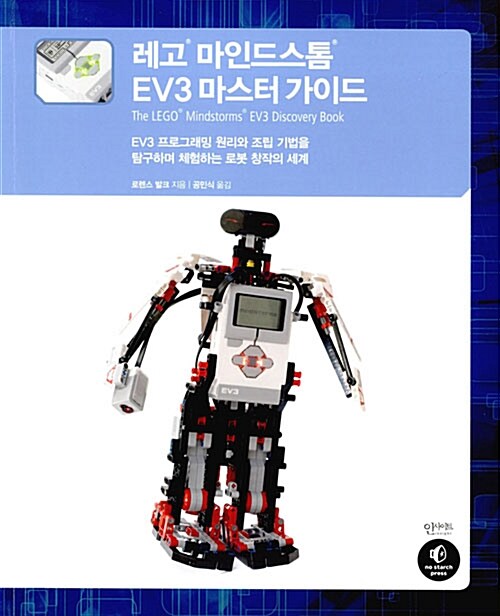 레고® 마인드스톰®
EV3 마스터 가이드
The LEGO® Mindstorms® EV3 Discovery Book
EV3 프로그래밍 원리와 조립 기법을
탐구하며 체험하는 로봇 창작의 세계
로렌스 발크 지음 | 공민식 옮김
EV3
EV3
인사이트
no starch
press